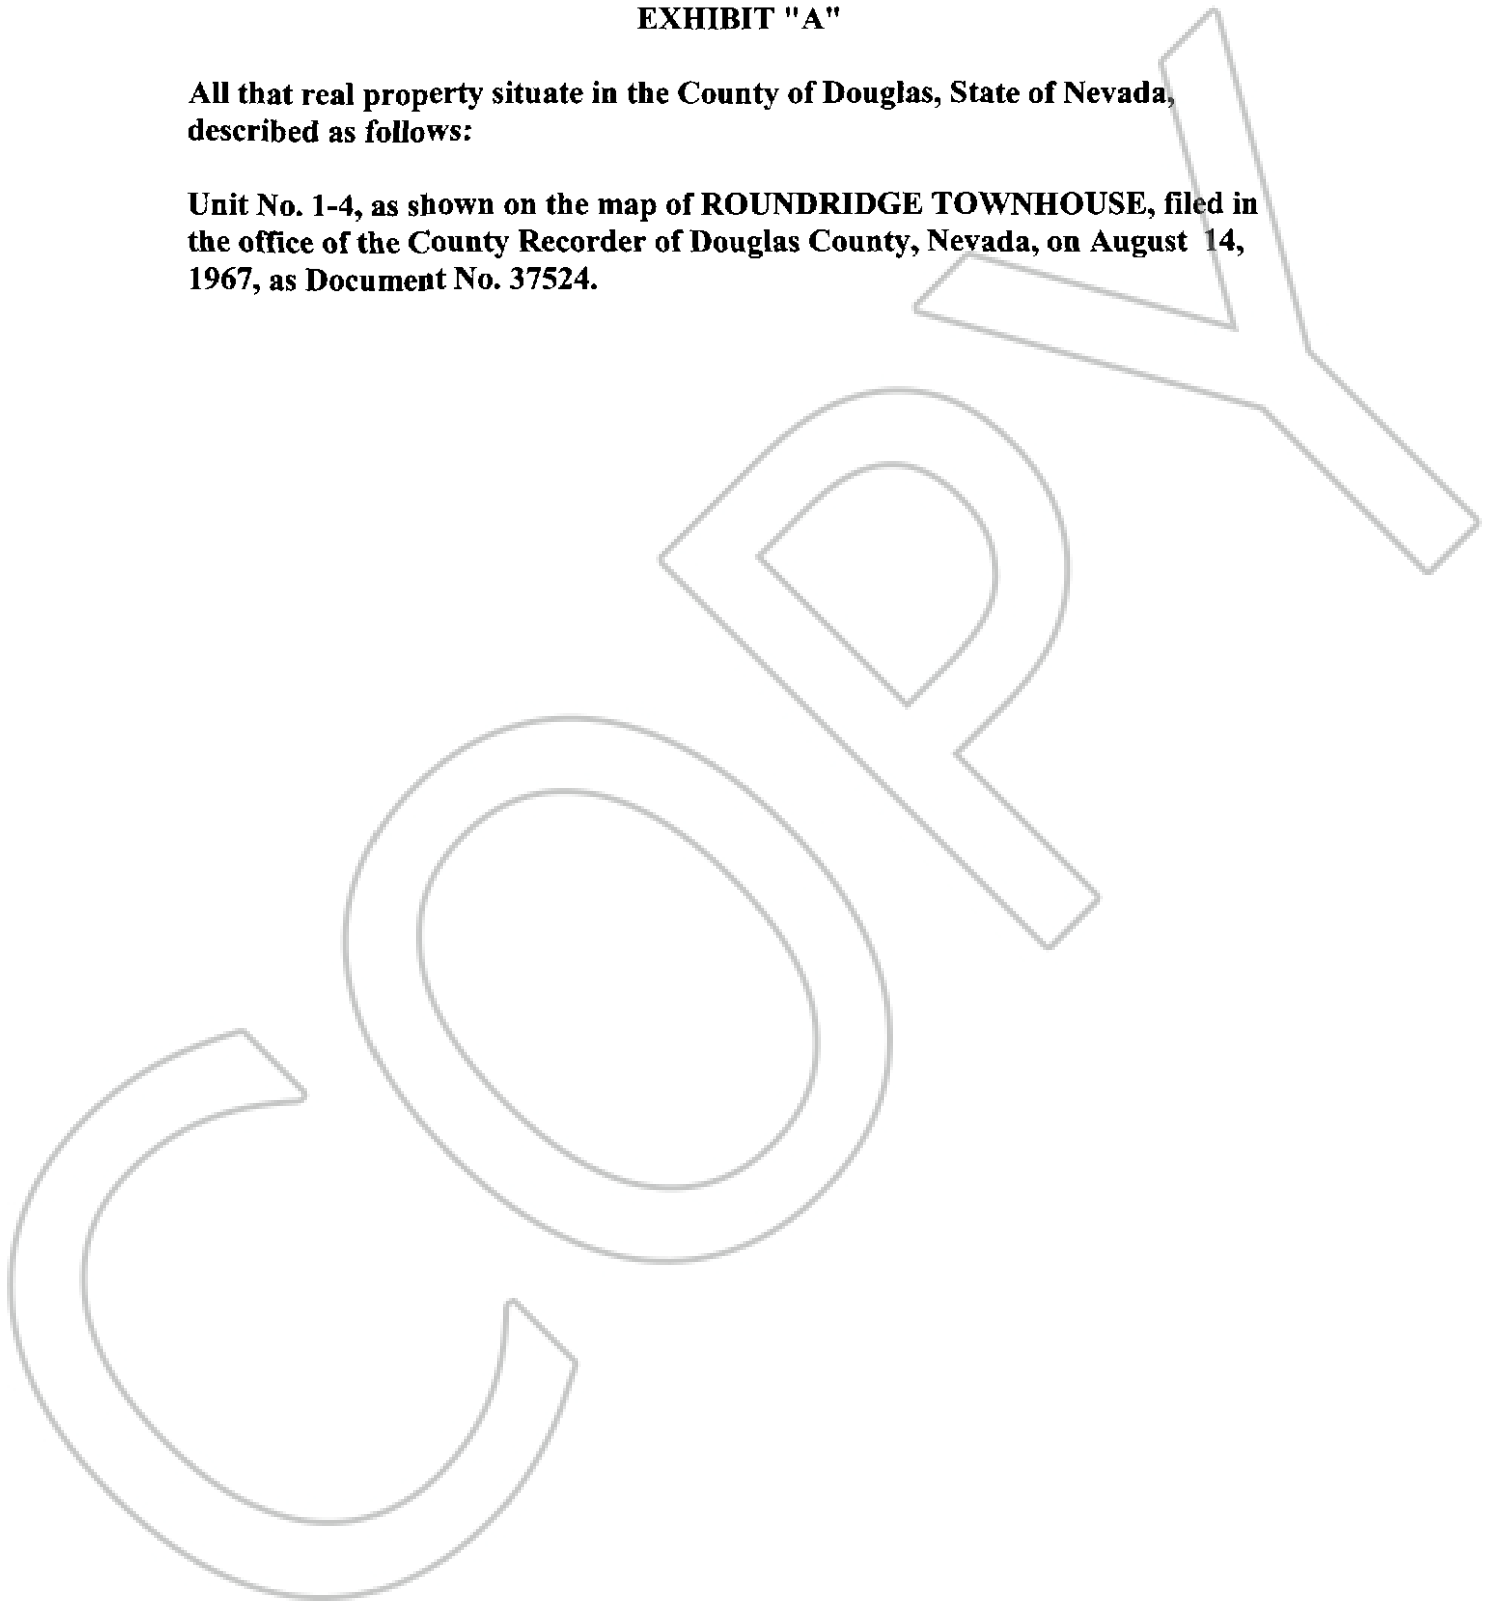 EXHIBIT "A"
All that real property situate in the County of Douglas, State of Nevada,
described as follows:
Unit No. 1-4, as shown on the map of ROUNDRIDGE TOWNHOUSE, filed in
the office of the County Recorder of Douglas County, Nevada, on August 14,
1967, as Document No. 37524.
COPY